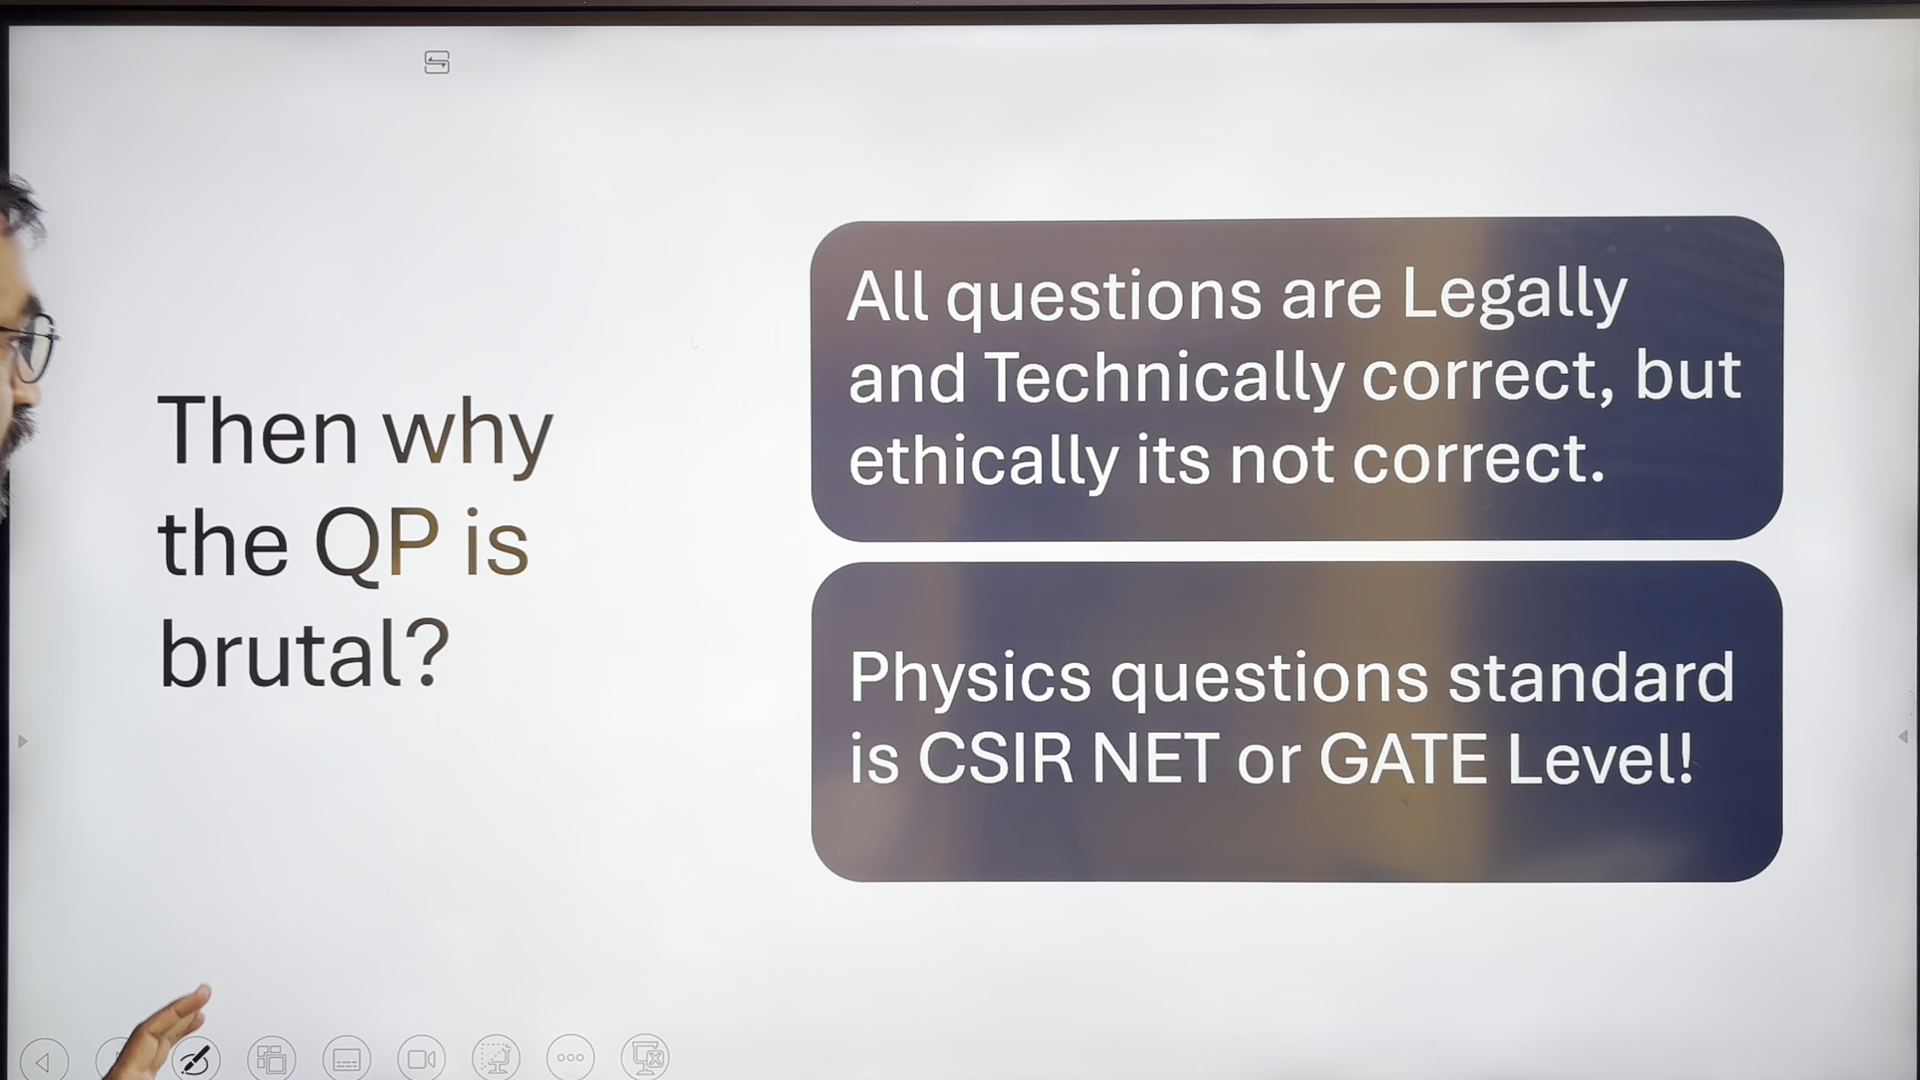 Then why
the QP is
brutal?
All questions are Legally
and Technically correct, but
ethically its not correct.
Physics questions standard
is CSIR NET or GATE Level!